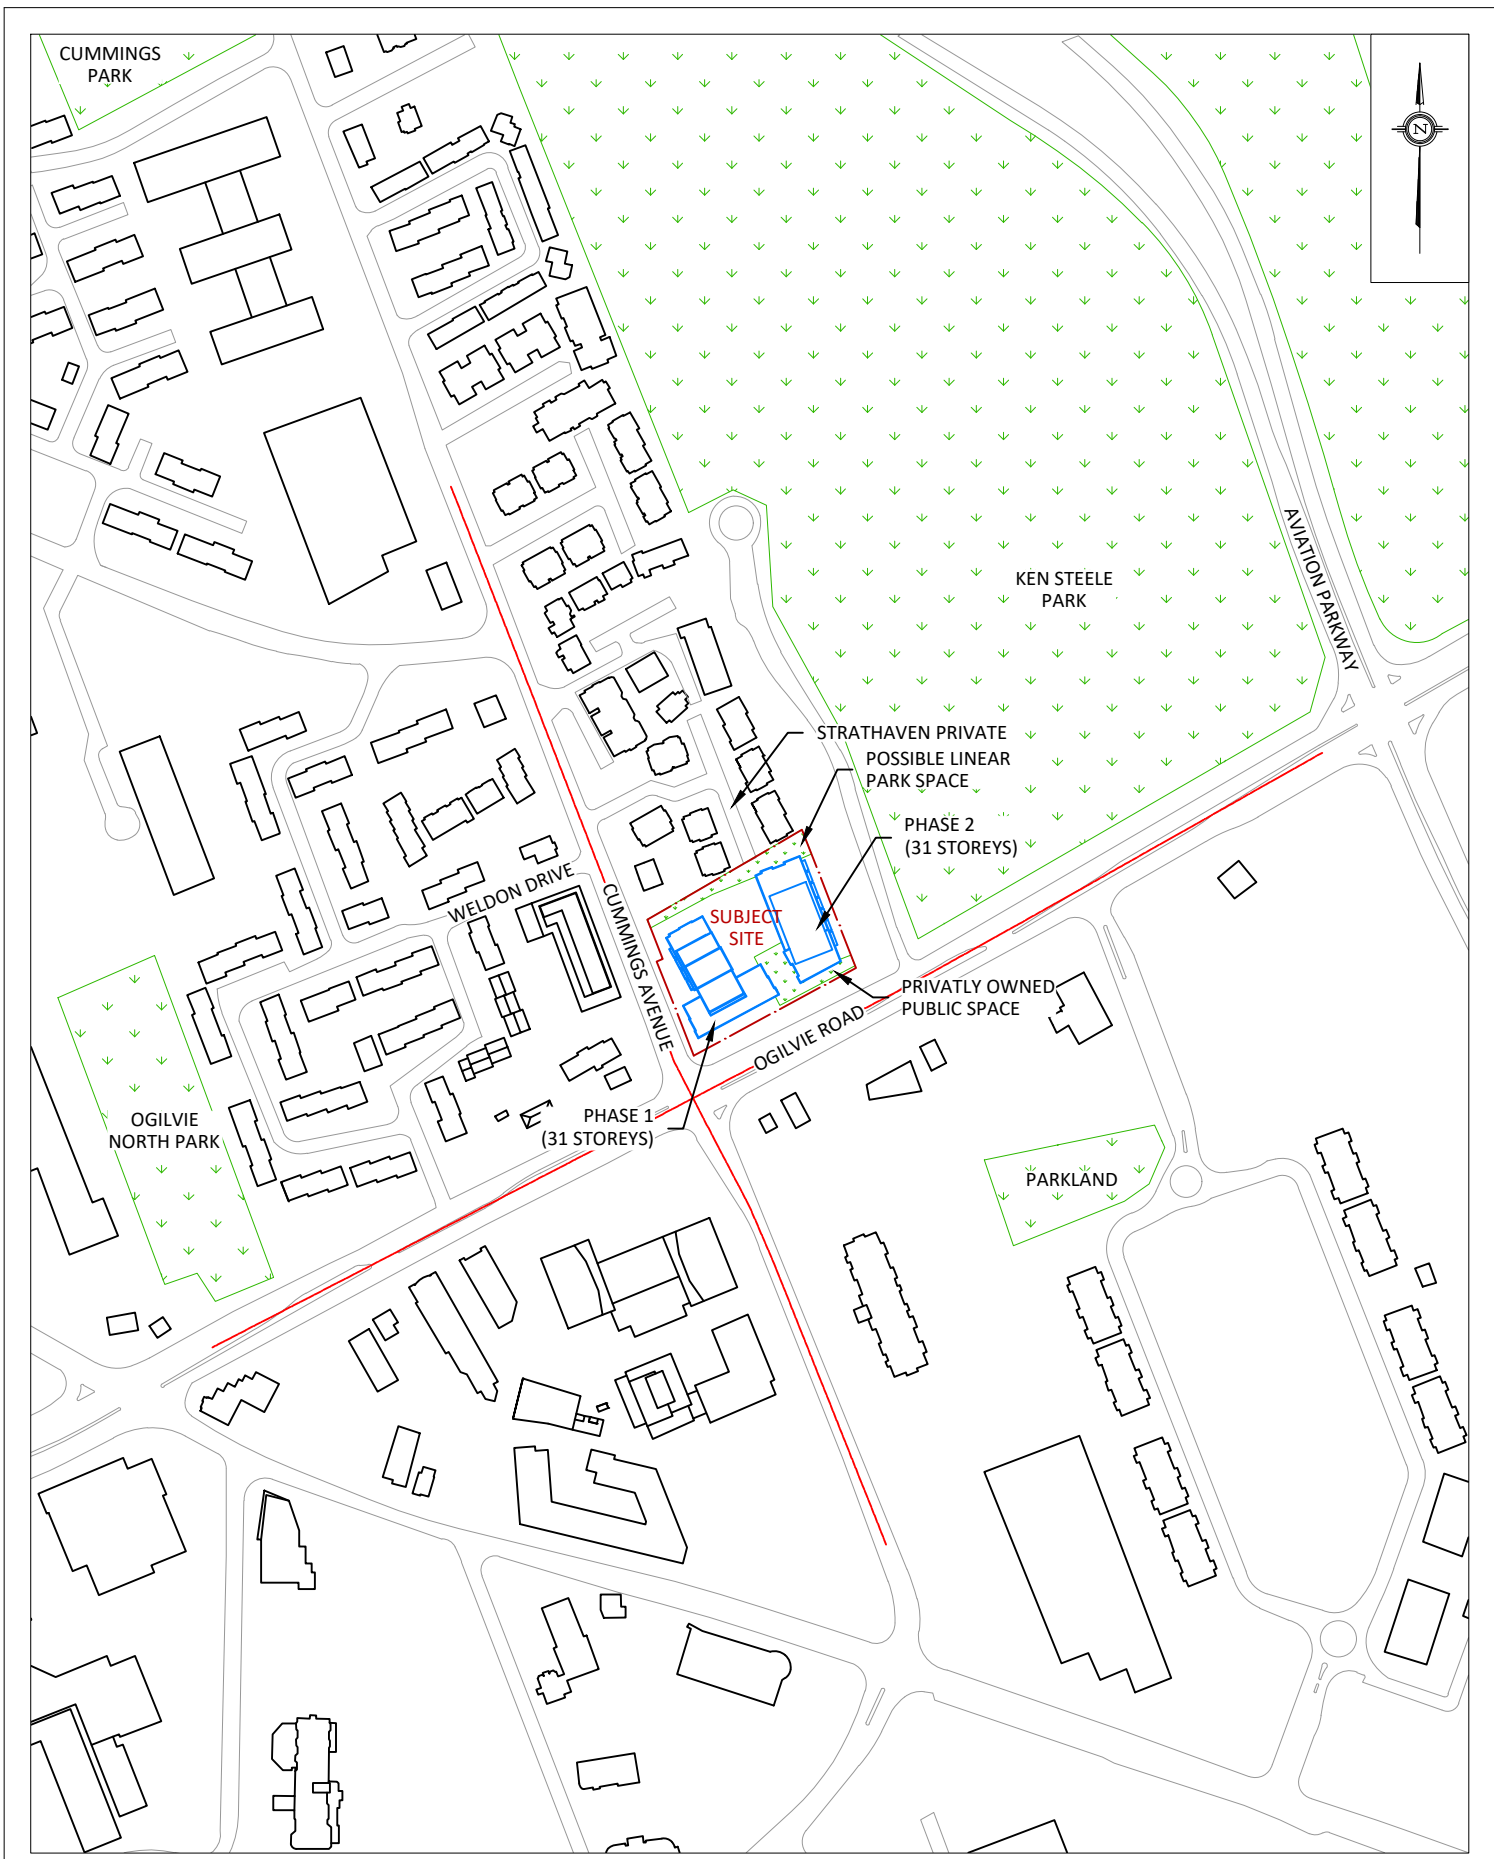 CUMMINGS
PARK
N
AVIATION PARKWAY
KEN STEELE
PARK
STRATHAVEN PRIVATE
POSSIBLE LINEAR
PARK SPACE
PHASE 2
(31 STOREYS)
WELDON DRIVE
CUMMINGS AVENUE
SUBJECT
SITE
PRIVATLY OWNED
PUBLIC SPACE
OGILVIE ROAD
PHASE 1
(31 STOREYS)
OGILVIE
NORTH PARK
PARKLAND